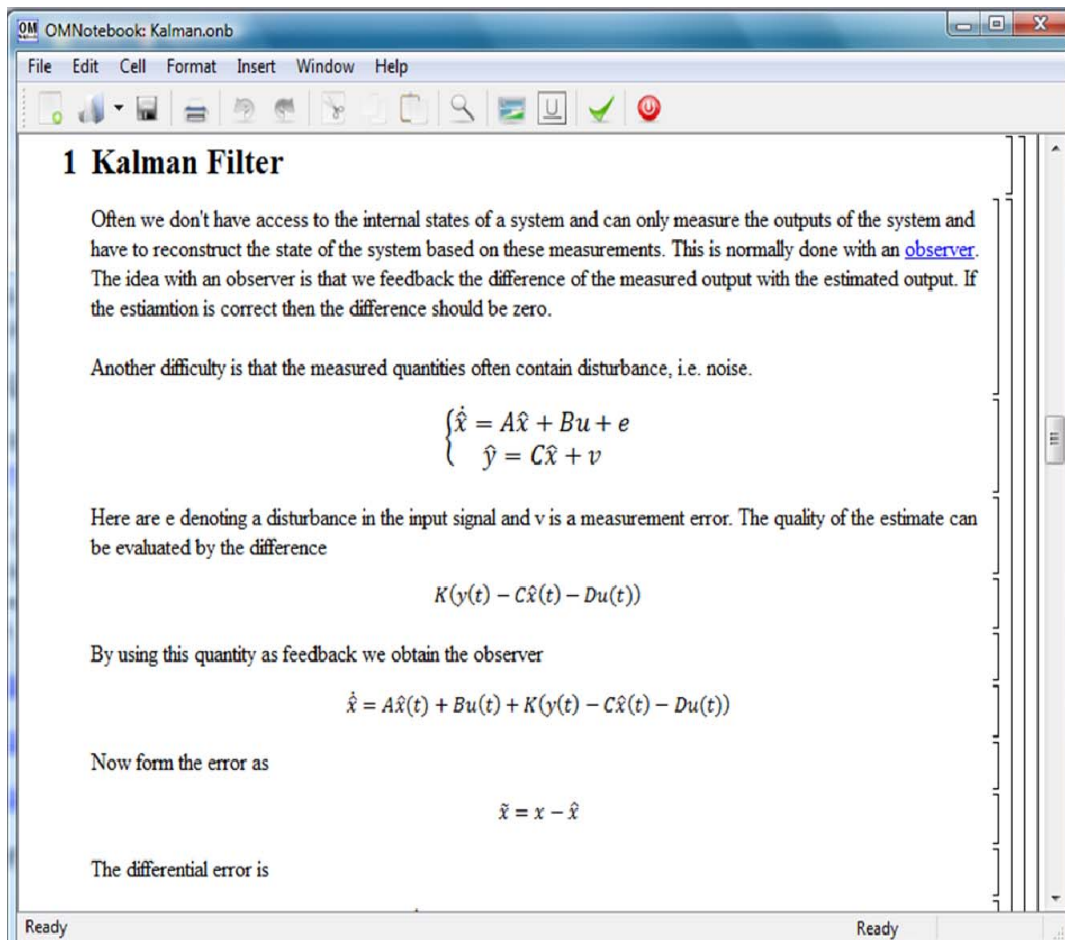 OMNotebook: Kalman.onb
File Edit Cell Format Insert Window Help
1 Kalman Filter
Often we don't have access to the internal states of a system and can only measure the outputs of the system and
have to reconstruct the state of the system based on these measurements. This is normally done with an observer.
The idea with an observer is that we feedback the difference of the measured output with the estimated output. If
the estiamtion is correct then the difference should be zero.
Another difficulty is that the measured quantities often contain disturbance, i.e. noise.
{ẋ̂ = Ax̂ + Bu + e
ŷ = Cx̂ + v
Here are e denoting a disturbance in the input signal and v is a measurement error. The quality of the estimate can
be evaluated by the difference
K(y(t) − Cx̂(t) − Du(t))
By using this quantity as feedback we obtain the observer
ẋ̂ = Ax̂(t) + Bu(t) + K(y(t) − Cx̂(t) − Du(t))
Now form the error as
x̃ = x − x̂
The differential error is
Ready Ready